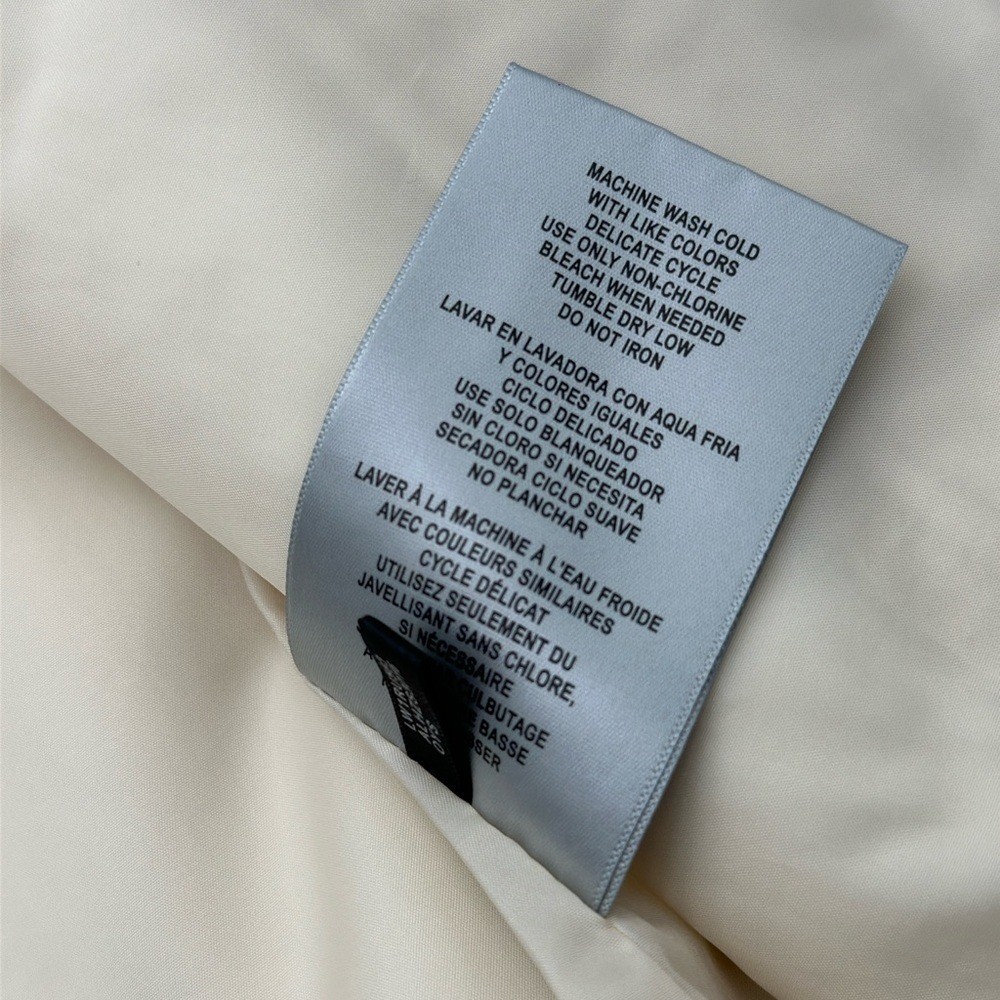 MACHINE WASH COLD
WITH LIKE COLORS
DELICATE CYCLE
USE ONLY NON-CHLORINE
BLEACH WHEN NEEDED
TUMBLE DRY LOW
DO NOT IRON
LAVAR EN LAVADORA CON AQUA FRIA
Y COLORES IGUALES
CICLO DELICADO
USE SOLO BLANQUEADOR
SIN CLORO SI NECESITA
SECADORA CICLO SUAVE
NO PLANCHAR
LAVER À LA MACHINE À L'EAU FROIDE
AVEC COULEURS SIMILAIRES
CYCLE DÉLICAT
UTILISEZ SEULEMENT DU
JAVELLISANT SANS CHLORE,
SI NÉCESSAIRE
BASSE